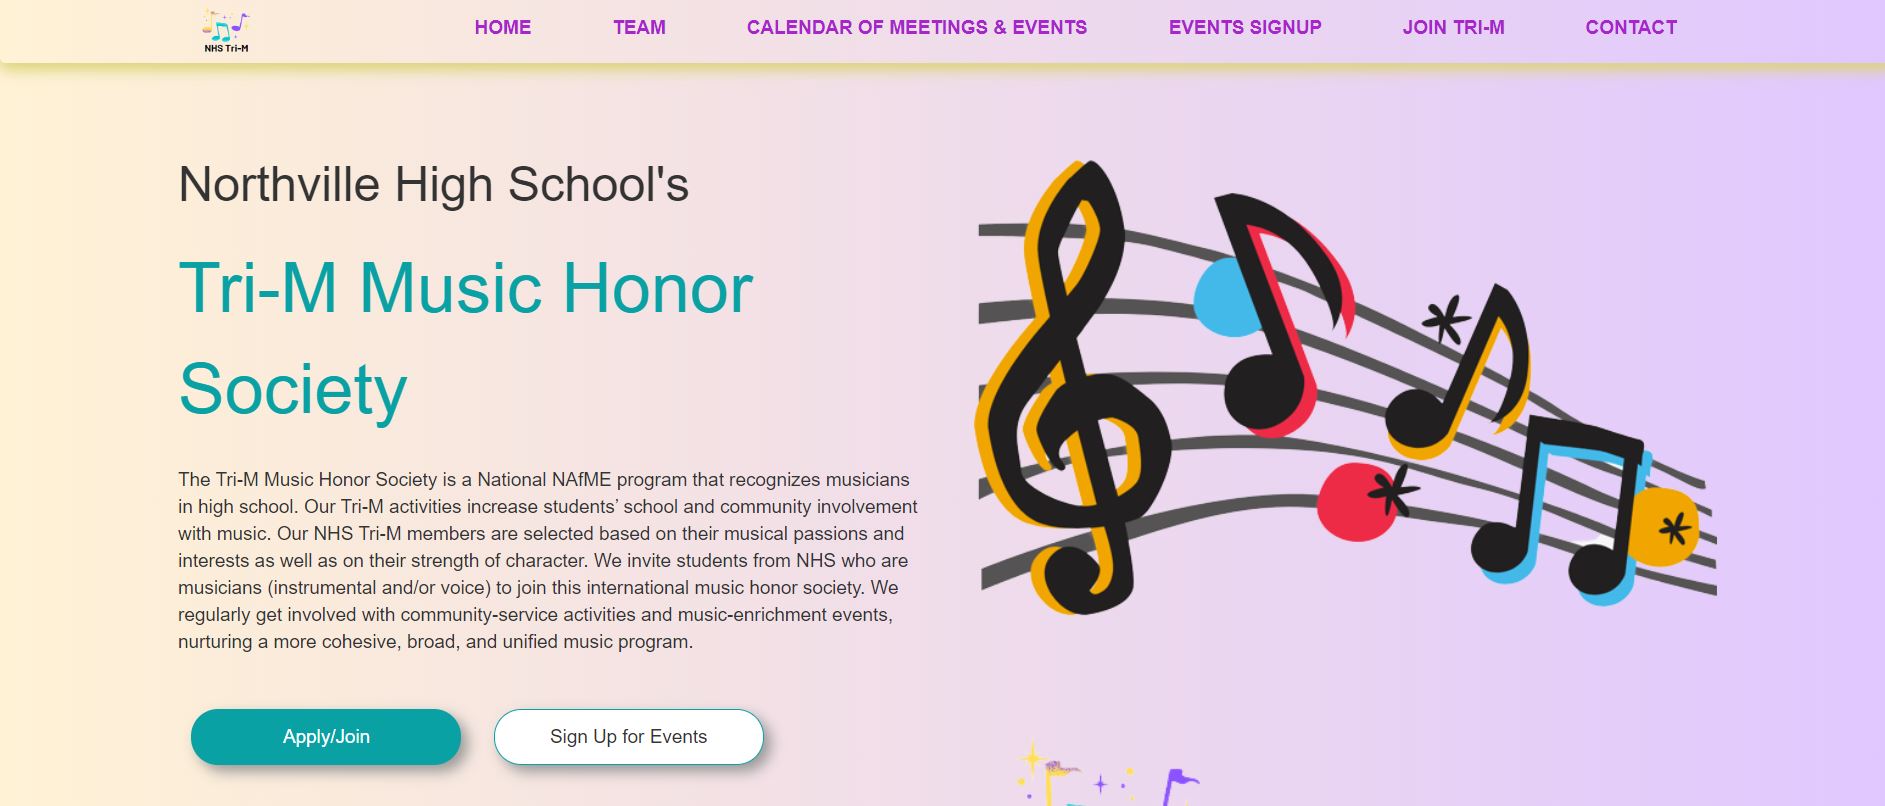 NHS Tri-M
HOME
TEAM
CALENDAR OF MEETINGS & EVENTS
EVENTS SIGNUP
JOIN TRI-M
CONTACT
Northville High School's
Tri-M Music Honor
Society
The Tri-M Music Honor Society is a National NAfME program that recognizes musicians
in high school. Our Tri-M activities increase students’ school and community involvement
with music. Our NHS Tri-M members are selected based on their musical passions and
interests as well as on their strength of character. We invite students from NHS who are
musicians (instrumental and/or voice) to join this international music honor society. We
regularly get involved with community-service activities and music-enrichment events,
nurturing a more cohesive, broad, and unified music program.
Apply/Join
Sign Up for Events